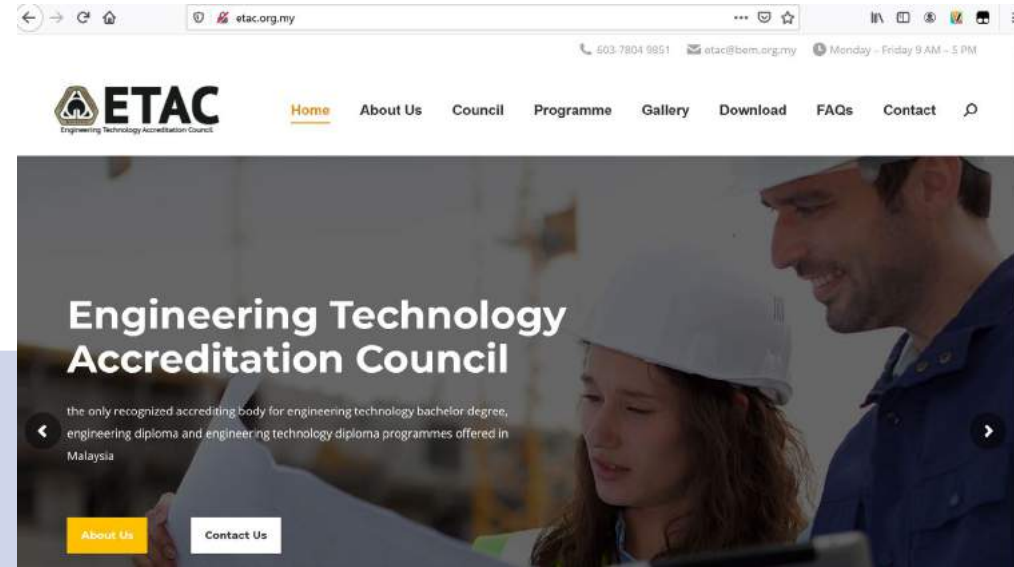 etac.org.my
603-7804 9851 etac@bem.org.my Monday – Friday 9 AM – 5 PM
ETAC
Engineering Technology Accreditation Council
Home About Us Council Programme Gallery Download FAQs Contact
Engineering Technology
Accreditation Council
the only recognized accrediting body for engineering technology bachelor degree,
engineering diploma and engineering technology diploma programmes offered in
Malaysia
About Us Contact Us